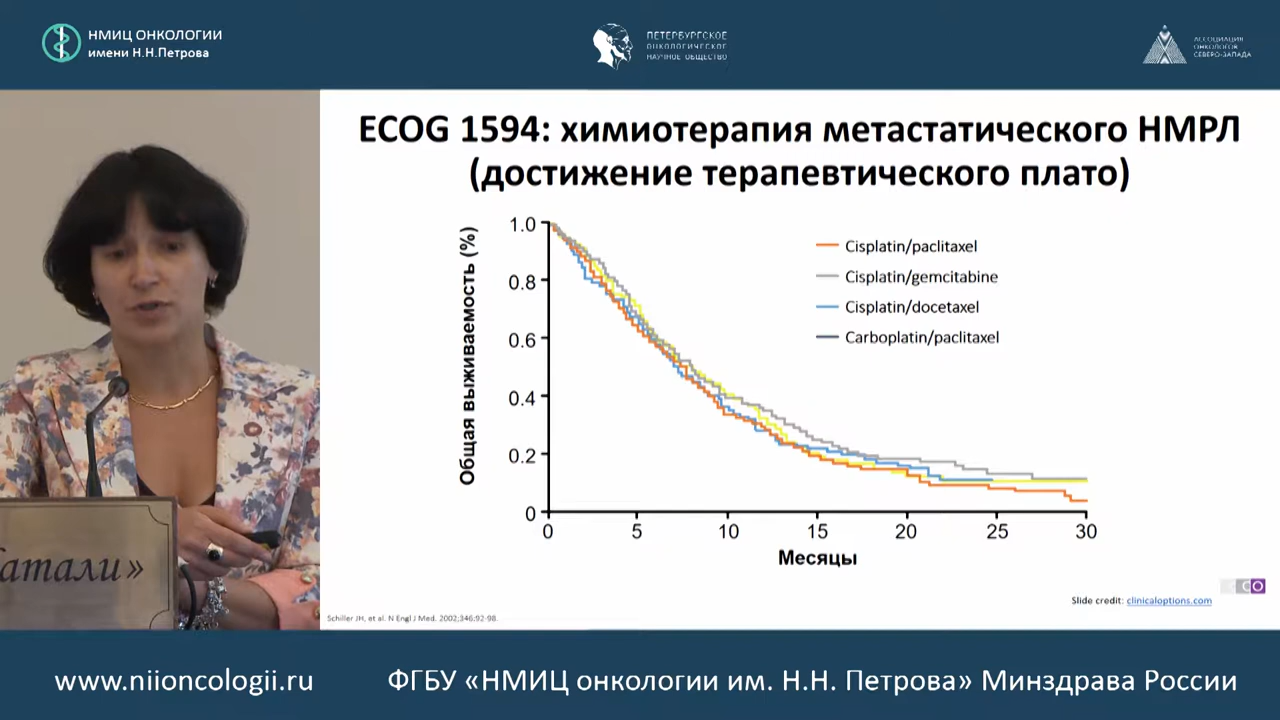 НМИЦ ОНКОЛОГИИ
имени Н.Н.Петрова
ПЕТЕРБУРГСКОЕ
ОНКОЛОГИЧЕСКОЕ
НАУЧНОЕ ОБЩЕСТВО
АССОЦИАЦИЯ
ОНКОЛОГОВ
СЕВЕРО-ЗАПАДА
ECOG 1594: химиотерапия метастатического НМРЛ
(достижение терапевтического плато)
Общая выживаемость (%)
1.0
0.8
0.6
0.4
0.2
0
0 5 10 15 20 25 30
Месяцы
Cisplatin/paclitaxel
Cisplatin/gemcitabine
Cisplatin/docetaxel
Carboplatin/paclitaxel
CO
Slide credit: clinicaloptions.com
Schiller JH, et al. N Engl J Med. 2002;346:92-98.
атали»
www.niioncologii.ru
ФГБУ «НМИЦ онкологии им. Н.Н. Петрова» Минздрава России